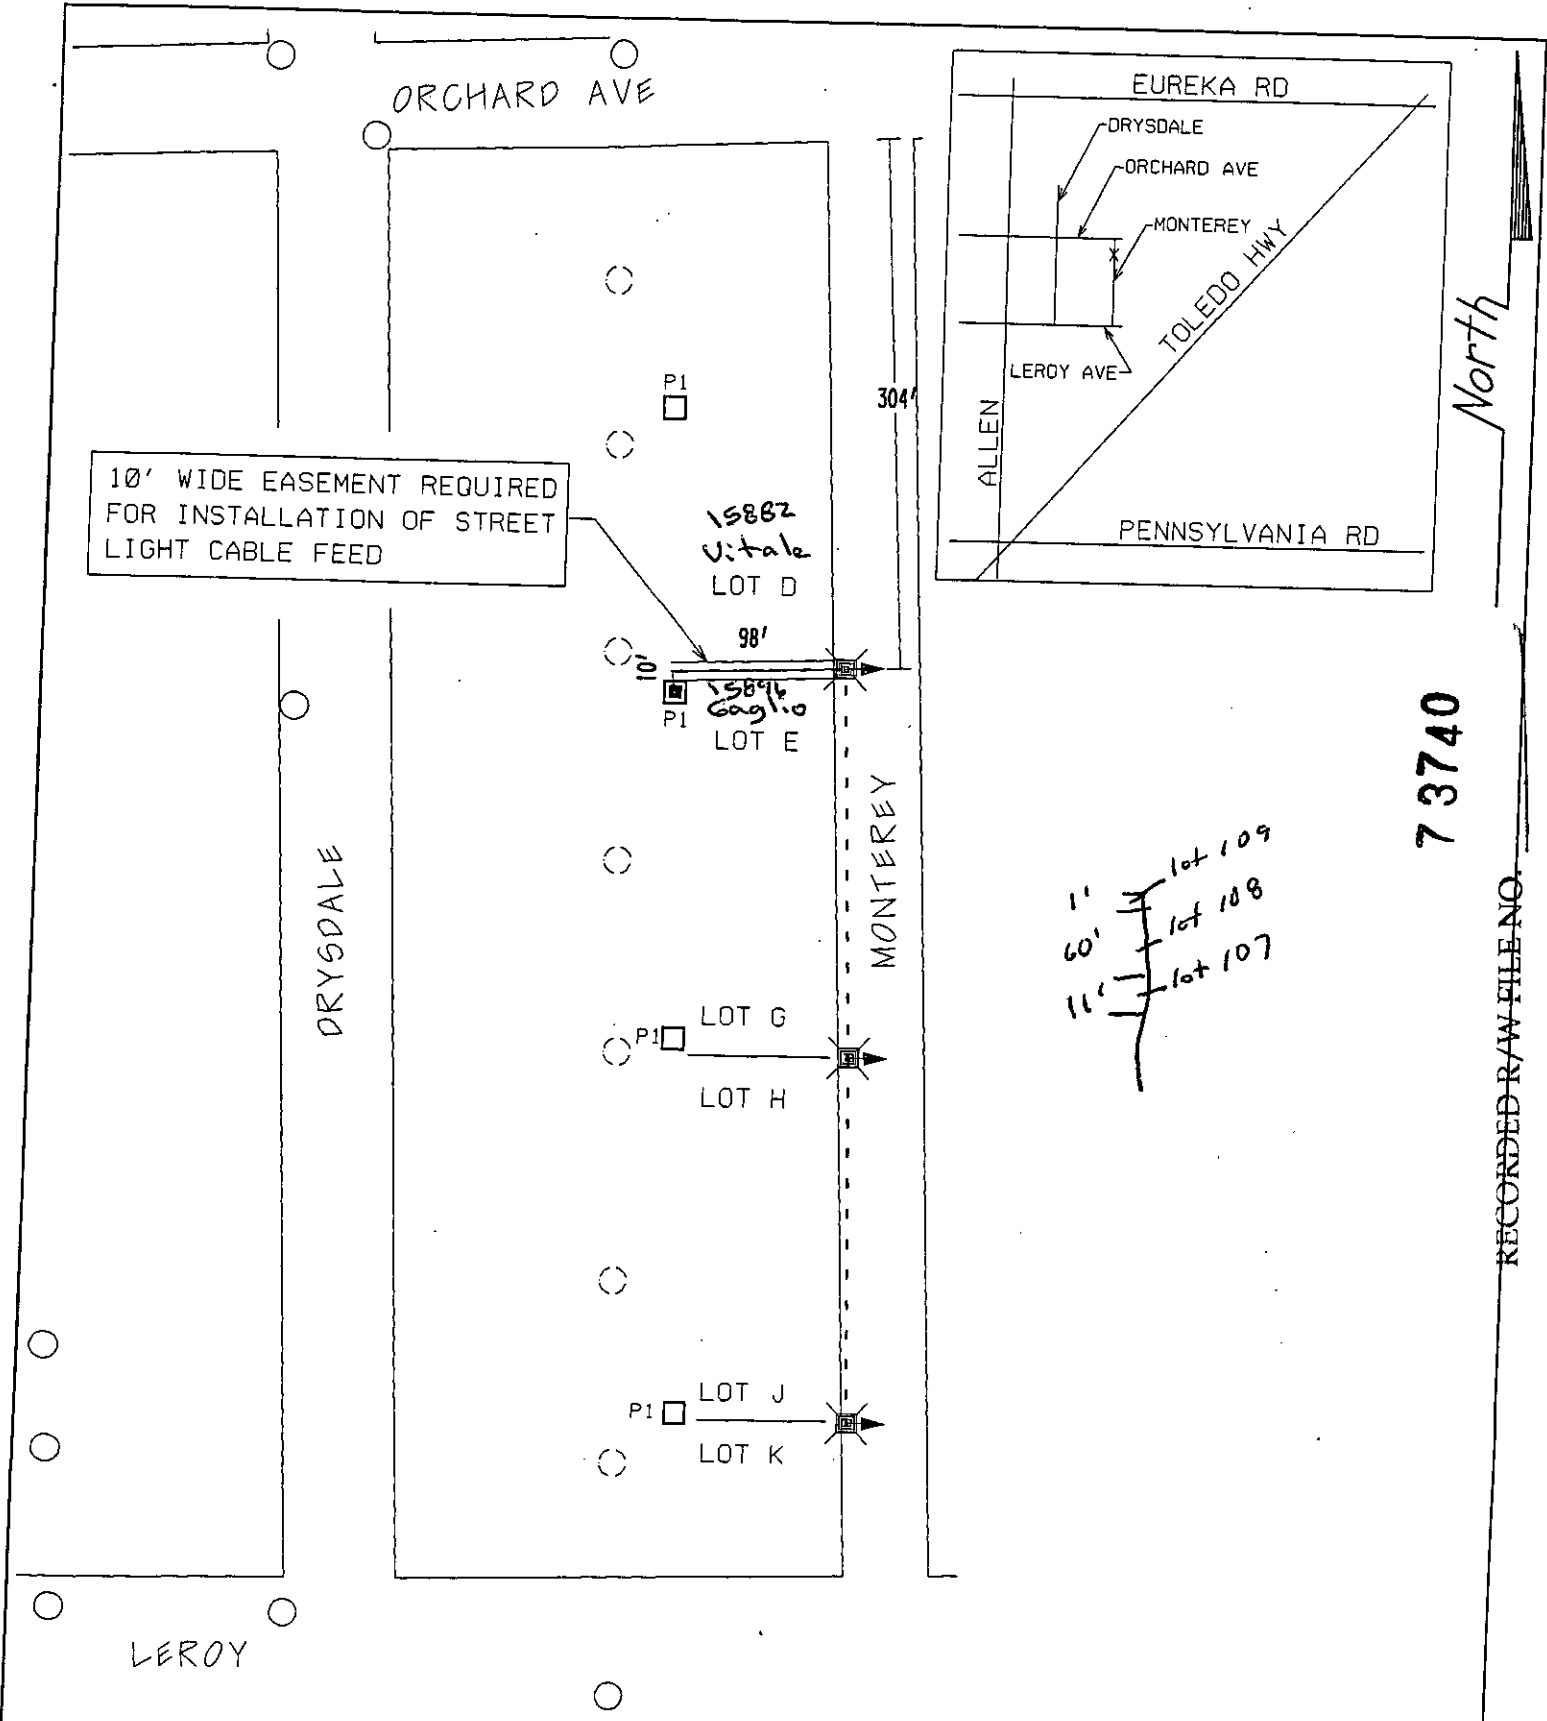 ORCHARD AVE
EUREKA RD
DRYSDALE
ORCHARD AVE
MONTEREY
TOLEDO HWY
LEROY AVE
ALLEN
PENNSYLVANIA RD
North
304'
P1
10' WIDE EASEMENT REQUIRED
FOR INSTALLATION OF STREET
LIGHT CABLE FEED
15882
Vitale
LOT D
98'
10'
15896
Gaglio
P1
LOT E
MONTEREY
DRYSDALE
7 3740
RECORDED R/W FILE NO.
1' lot 109
60' lot 108
11' lot 107
LOT G
P1
LOT H
LOT J
P1
LOT K
LEROY